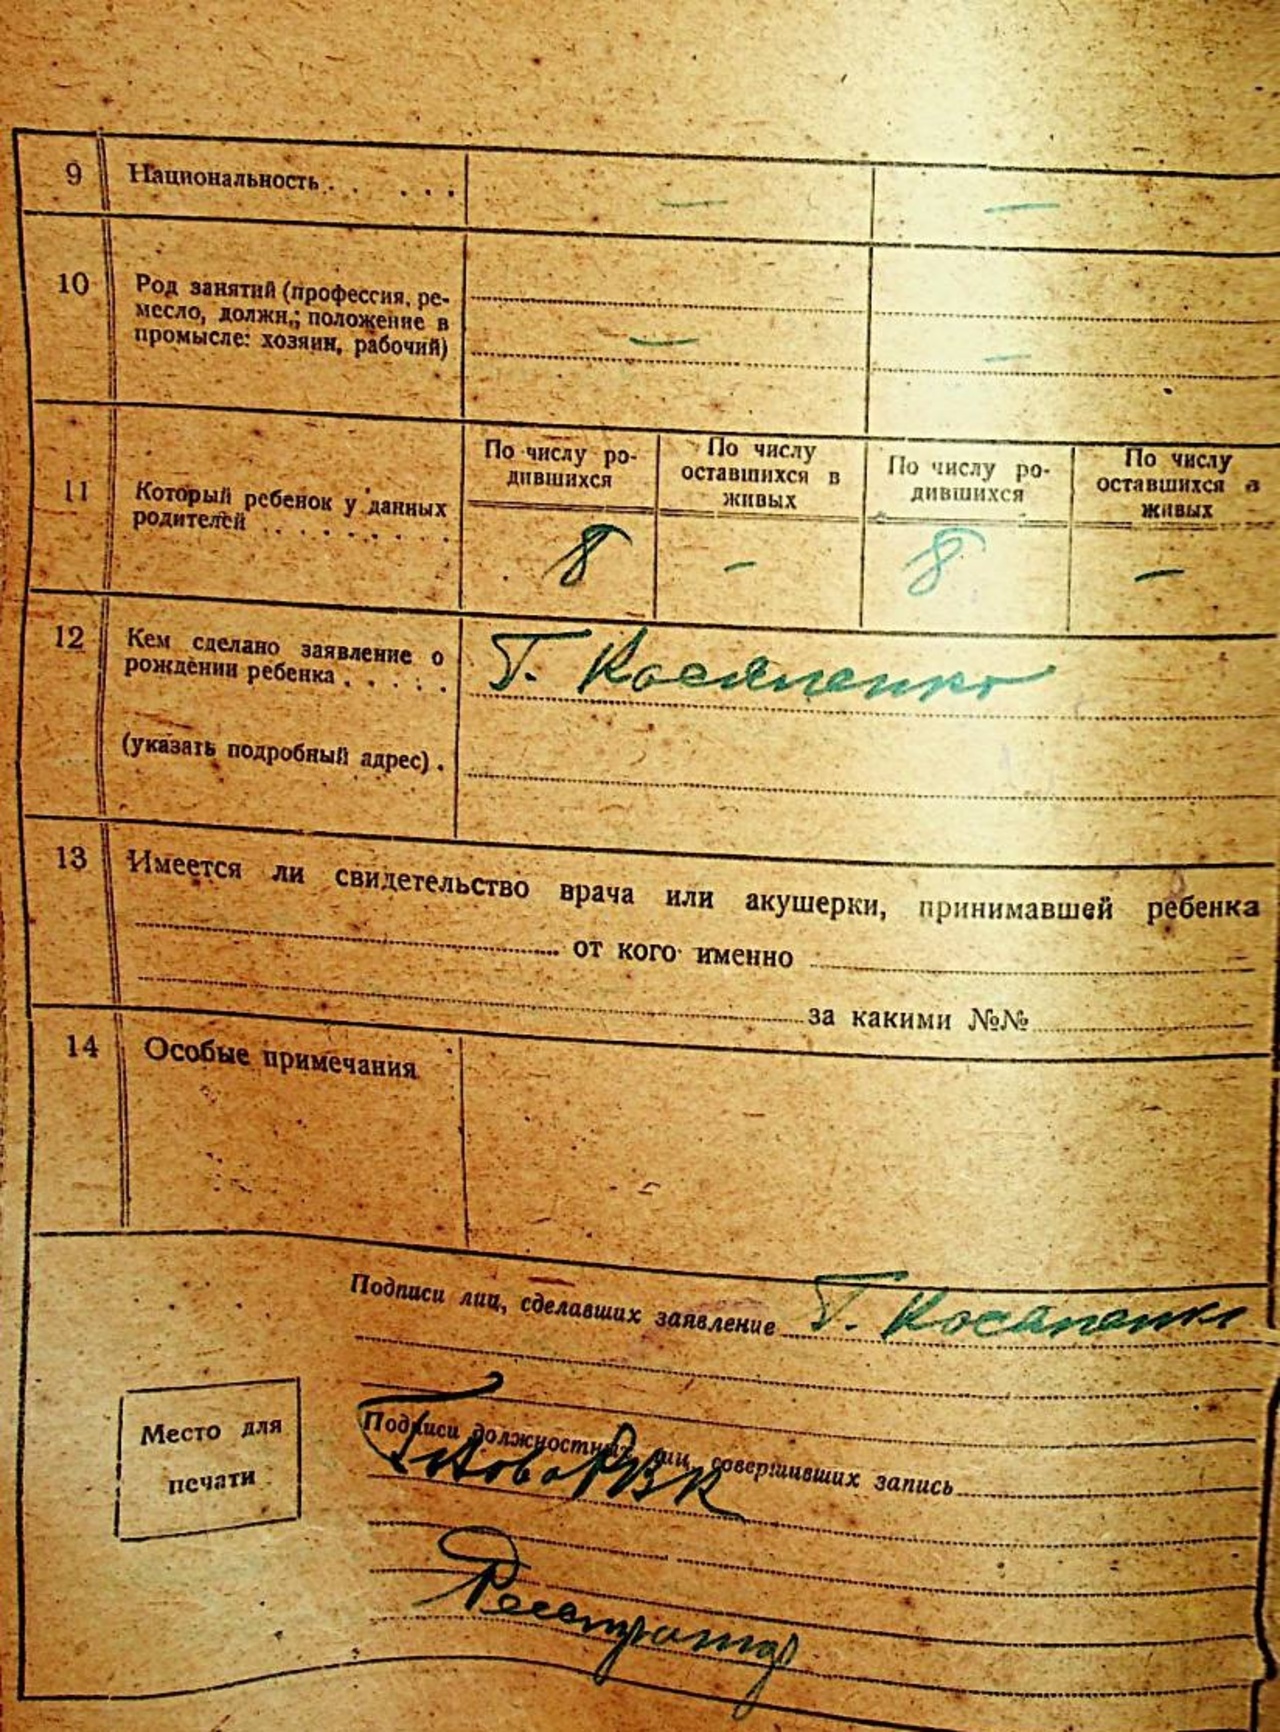 9 Национальность . . . . . — —
10 Род занятий (профессия, ре-
месло, должн.; положение в
промысле: хозяин, рабочий) — —
11 Который ребенок у данных
родителей . . . . . . . .
По числу ро-
дившихся
По числу
оставшихся в
живых
По числу ро-
дившихся
По числу
оставшихся в
живых
8 — 8 —
12 Кем сделано заявление о
рождении ребенка . . . . .
Г.
(указать подробный адрес) .
13 Имеется ли свидетельство врача или акушерки, принимавшей ребенка
от кого именно
за какими №№
14 Особые примечания
Подписи лиц, сделавших заявление Г.
Место для
печати
Подписи должностных лиц, совершивших запись